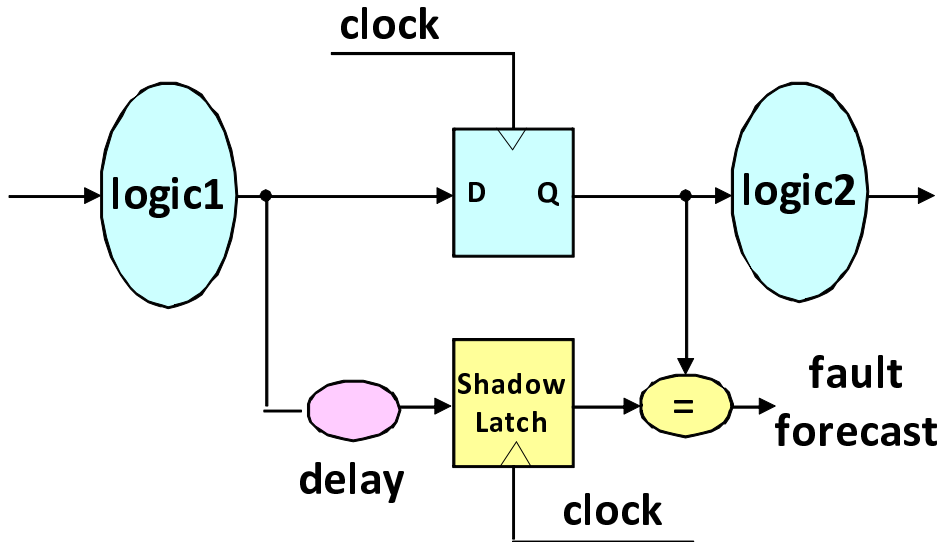 clock
logic1
D
Q
logic2
Shadow
Latch
=
fault
forecast
delay
clock